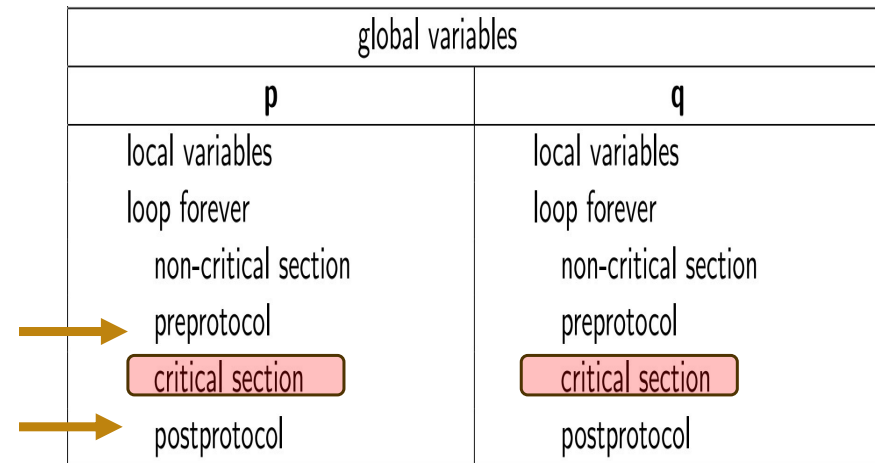 global variables
p q
local variables local variables
loop forever loop forever
non-critical section non-critical section
preprotocol preprotocol
critical section critical section
postprotocol postprotocol